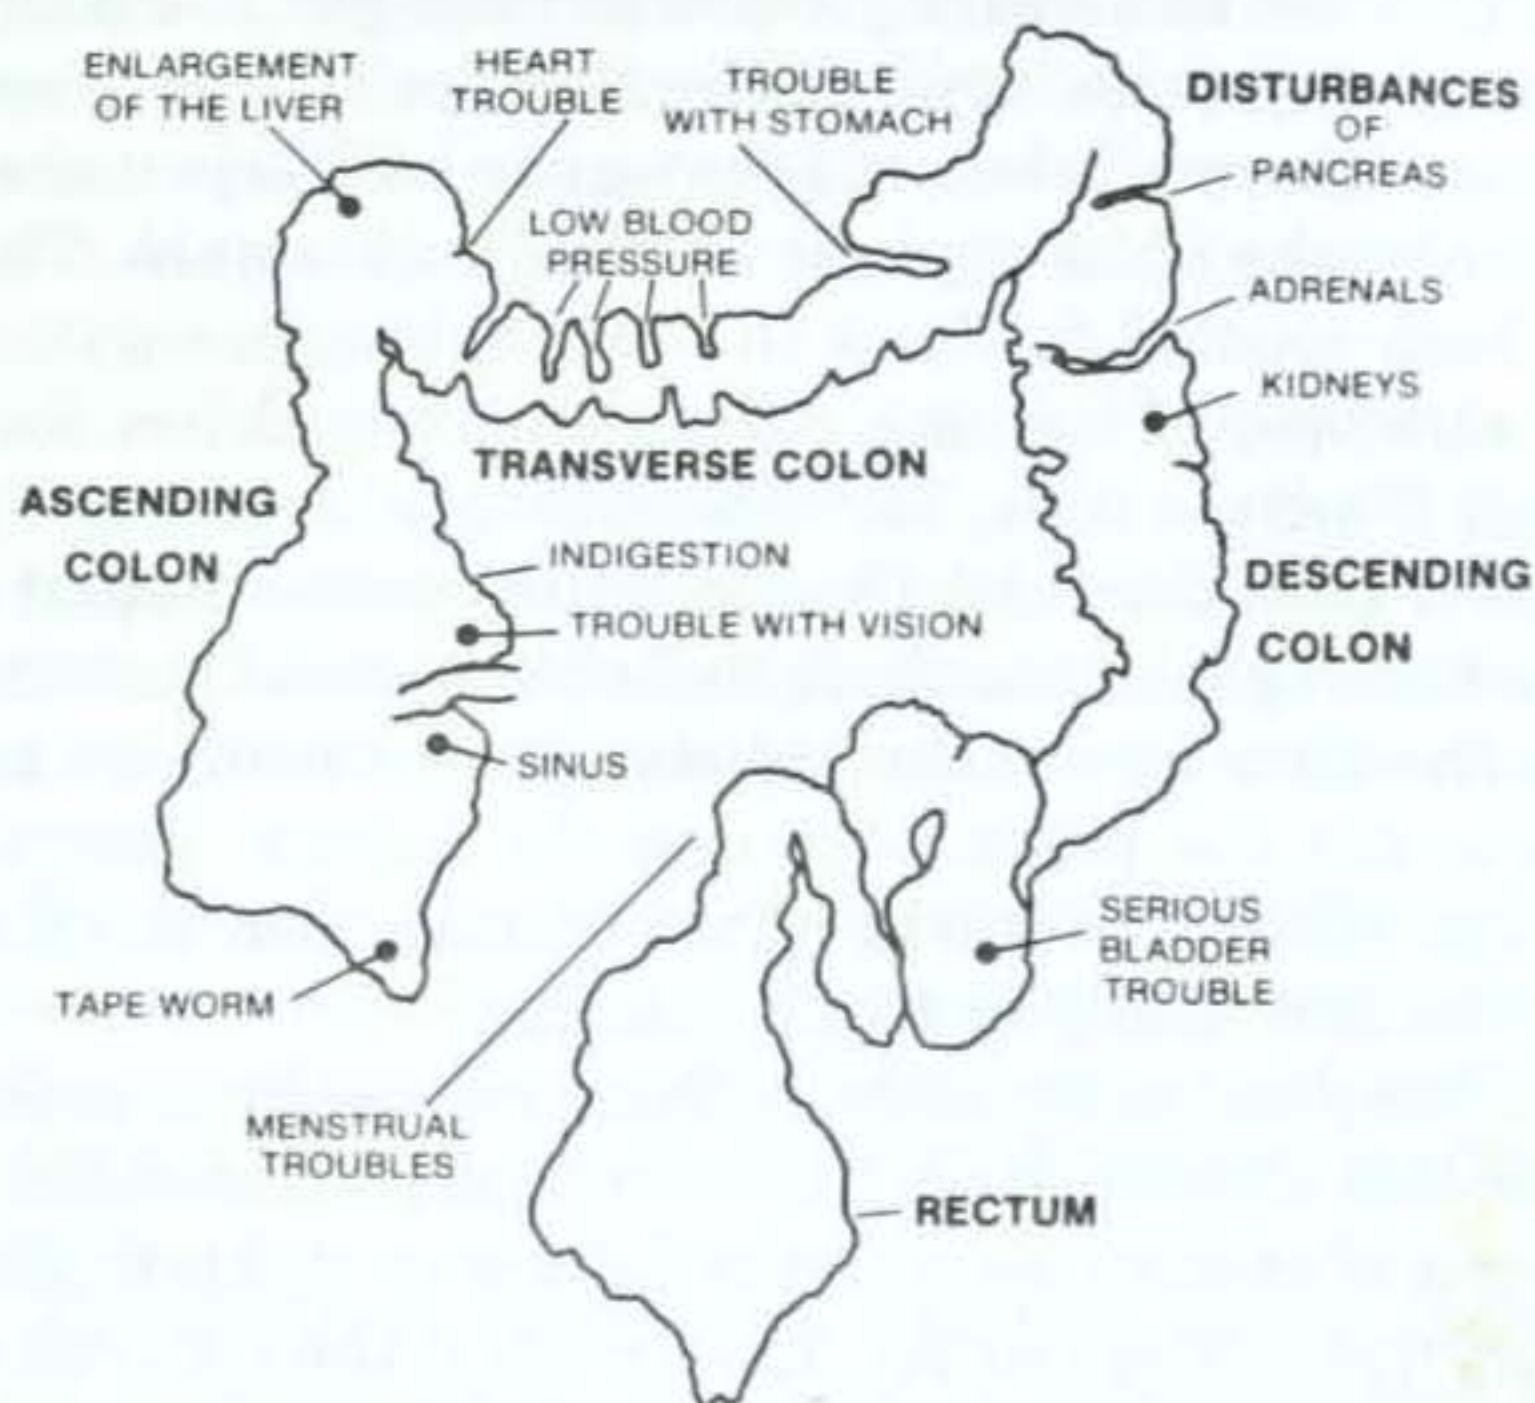 ENLARGEMENT
OF THE LIVER
HEART
TROUBLE
TROUBLE
WITH STOMACH
DISTURBANCES
OF
PANCREAS
LOW BLOOD
PRESSURE
ADRENALS
KIDNEYS
TRANSVERSE COLON
ASCENDING
COLON
INDIGESTION
TROUBLE WITH VISION
DESCENDING
COLON
SINUS
SERIOUS
BLADDER
TROUBLE
TAPE WORM
MENSTRUAL
TROUBLES
RECTUM